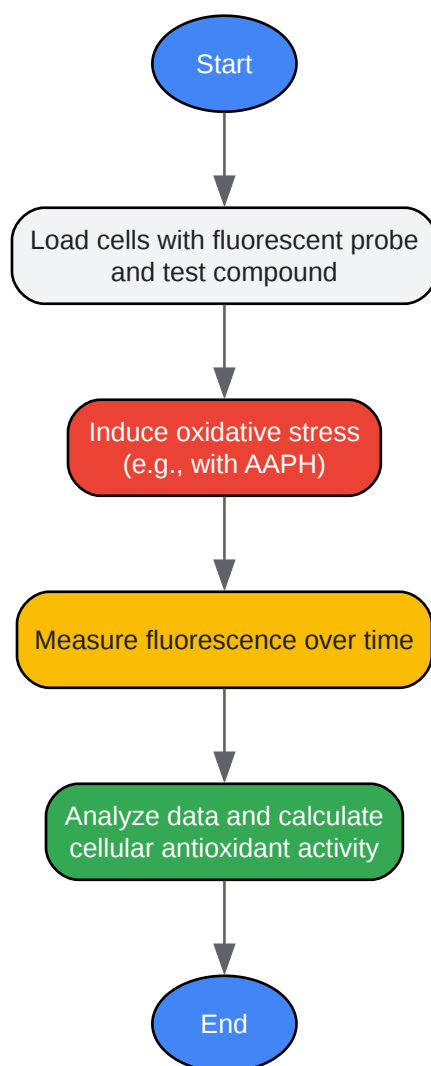 Start
Load cells with fluorescent probe
and test compound
Induce oxidative stress
(e.g., with AAPH)
Measure fluorescence over time
Analyze data and calculate
cellular antioxidant activity
End